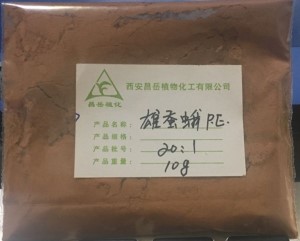 西安昌岳植物化工有限公司
昌岳植化
产品名称: 雄蚕蛾P.E.
产品规格:
产品批号: 20:1
产品重量: 10g